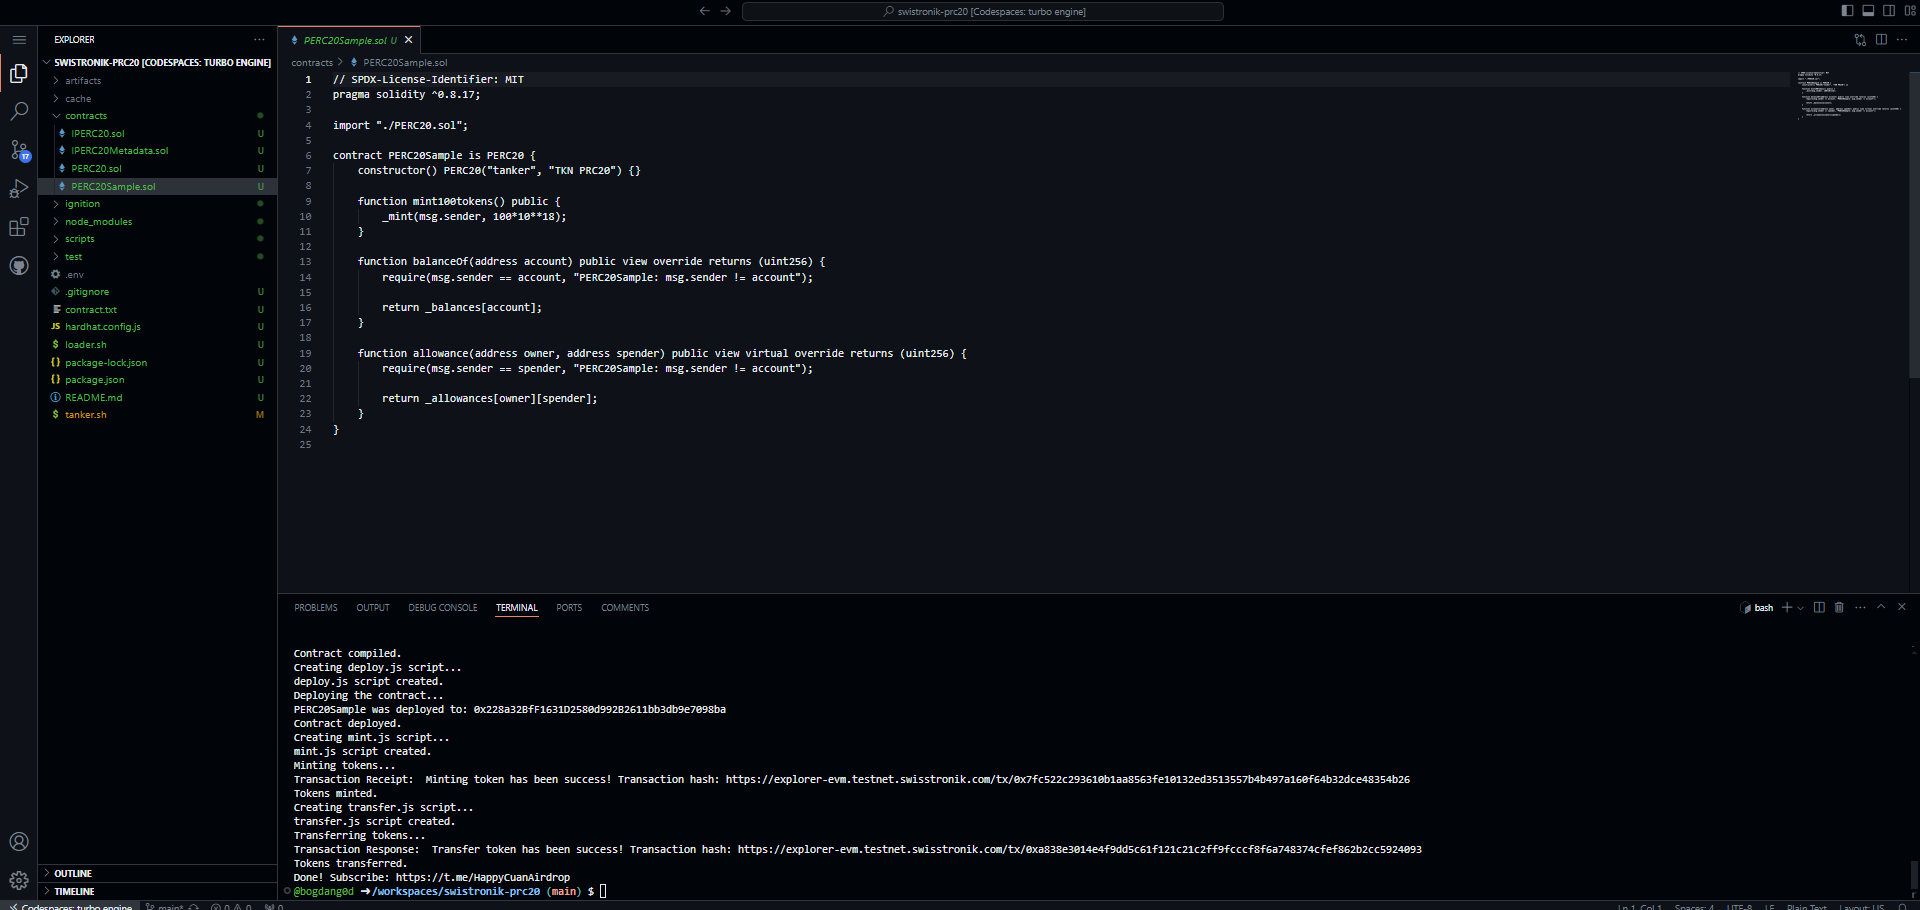 swistronik-prc20 [Codespaces: turbo engine]
EXPLORER
SWISTRONIK-PRC20 [CODESPACES: TURBO ENGINE]
artifacts
cache
contracts
IPERC20.sol U
IPERC20Metadata.sol U
PERC20.sol U
PERC20Sample.sol U
ignition
node_modules
scripts
test
.env
.gitignore U
contract.txt U
JS hardhat.config.js U
$ loader.sh U
{} package-lock.json U
{} package.json U
README.md U
$ tanker.sh M
OUTLINE
TIMELINE
17
PERC20Sample.sol U
contracts > PERC20Sample.sol
1 // SPDX-License-Identifier: MIT
2 pragma solidity ^0.8.17;
3
4 import "./PERC20.sol";
5
6 contract PERC20Sample is PERC20 {
7 constructor() PERC20("tanker", "TKN PRC20") {}
8
9 function mint100tokens() public {
10 _mint(msg.sender, 100*10**18);
11 }
12
13 function balanceOf(address account) public view override returns (uint256) {
14 require(msg.sender == account, "PERC20Sample: msg.sender != account");
15
16 return _balances[account];
17 }
18
19 function allowance(address owner, address spender) public view virtual override returns (uint256) {
20 require(msg.sender == spender, "PERC20Sample: msg.sender != account");
21
22 return _allowances[owner][spender];
23 }
24 }
25
PROBLEMS OUTPUT DEBUG CONSOLE TERMINAL PORTS COMMENTS
bash
Contract compiled.
Creating deploy.js script...
deploy.js script created.
Deploying the contract...
PERC20Sample was deployed to: 0x228a32BfF1631D2580d992B2611bb3db9e7098ba
Contract deployed.
Creating mint.js script...
mint.js script created.
Minting tokens...
Transaction Receipt: Minting token has been success! Transaction hash: https://explorer-evm.testnet.swisstronik.com/tx/0x7fc522c293610b1aa8563fe10132ed3513557b4b497a160f64b32dce48354b26
Tokens minted.
Creating transfer.js script...
transfer.js script created.
Transferring tokens...
Transaction Response: Transfer token has been success! Transaction hash: https://explorer-evm.testnet.swisstronik.com/tx/0xa838e3014e4f9dd5c61f121c21c2ff9fcccf8f6a748374cfef862b2cc5924093
Tokens transferred.
Done! Subscribe: https://t.me/HappyCuanAirdrop
@bogdang0d ➜/workspaces/swistronik-prc20 (main) $
Codespaces: turbo engine main* 0 0 0 Ln 1, Col 1 Spaces: 4 UTF-8 LF Plain Text Layout: US